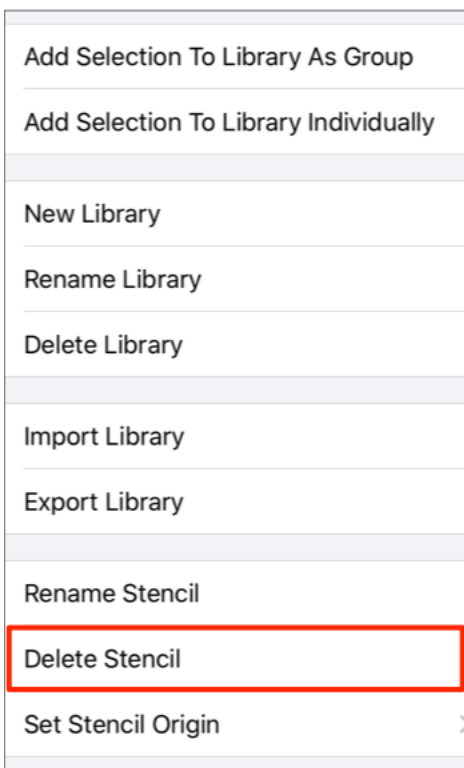 Add Selection To Library As Group
Add Selection To Library Individually
New Library
Rename Library
Delete Library
Import Library
Export Library
Rename Stencil
Delete Stencil
Set Stencil Origin